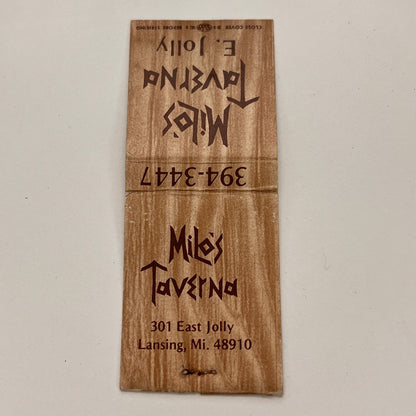 CLOSE COVER BEFORE STRIKING
E. Jolly
Milo's
Taverna
394-3447
Milo's
Taverna
301 East Jolly
Lansing, Mi. 48910